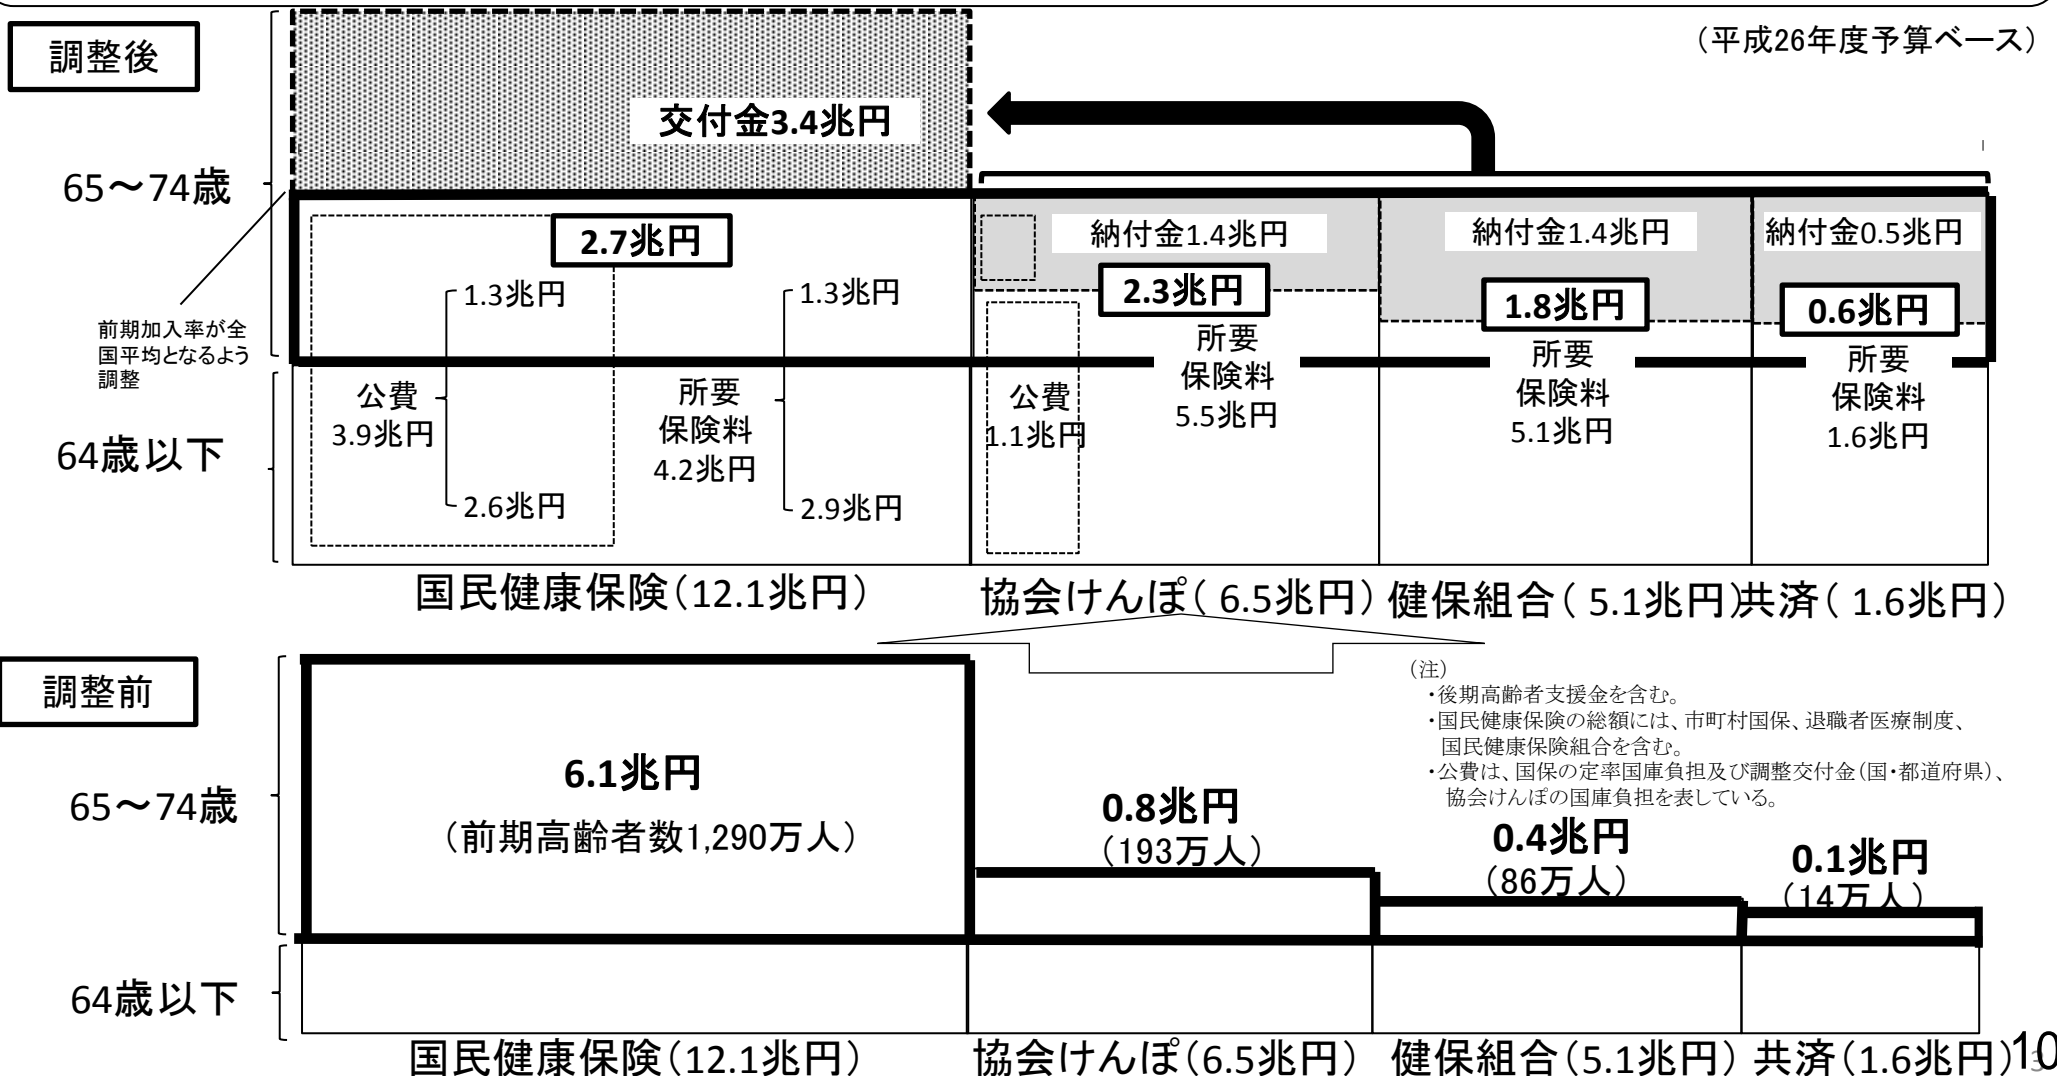 調整後
（平成26年度予算ベース）
交付金3.4兆円
65～74歳
2.7兆円
納付金1.4兆円
納付金1.4兆円
納付金0.5兆円
1.3兆円
1.3兆円
2.3兆円
1.8兆円
0.6兆円
前期加入率が全
国平均となるよう
調整
64歳以下
公費
3.9兆円
2.6兆円
所要
保険料
4.2兆円
2.9兆円
公費
1.1兆円
所要
保険料
5.5兆円
所要
保険料
5.1兆円
所要
保険料
1.6兆円
国民健康保険（12.1兆円）
協会けんぽ（ 6.5兆円）
健保組合（ 5.1兆円）
共済（ 1.6兆円）
調整前
（注）
・後期高齢者支援金を含む。
・国民健康保険の総額には、市町村国保、退職者医療制度、
国民健康保険組合を含む。
・公費は、国保の定率国庫負担及び調整交付金（国・都道府県）、
協会けんぽの国庫負担を表している。
65～74歳
6.1兆円
（前期高齢者数1,290万人）
0.8兆円
（193万人）
0.4兆円
（86万人）
0.1兆円
（14万人）
64歳以下
国民健康保険（12.1兆円）
協会けんぽ（6.5兆円）
健保組合（5.1兆円）
共済（1.6兆円）
10
3